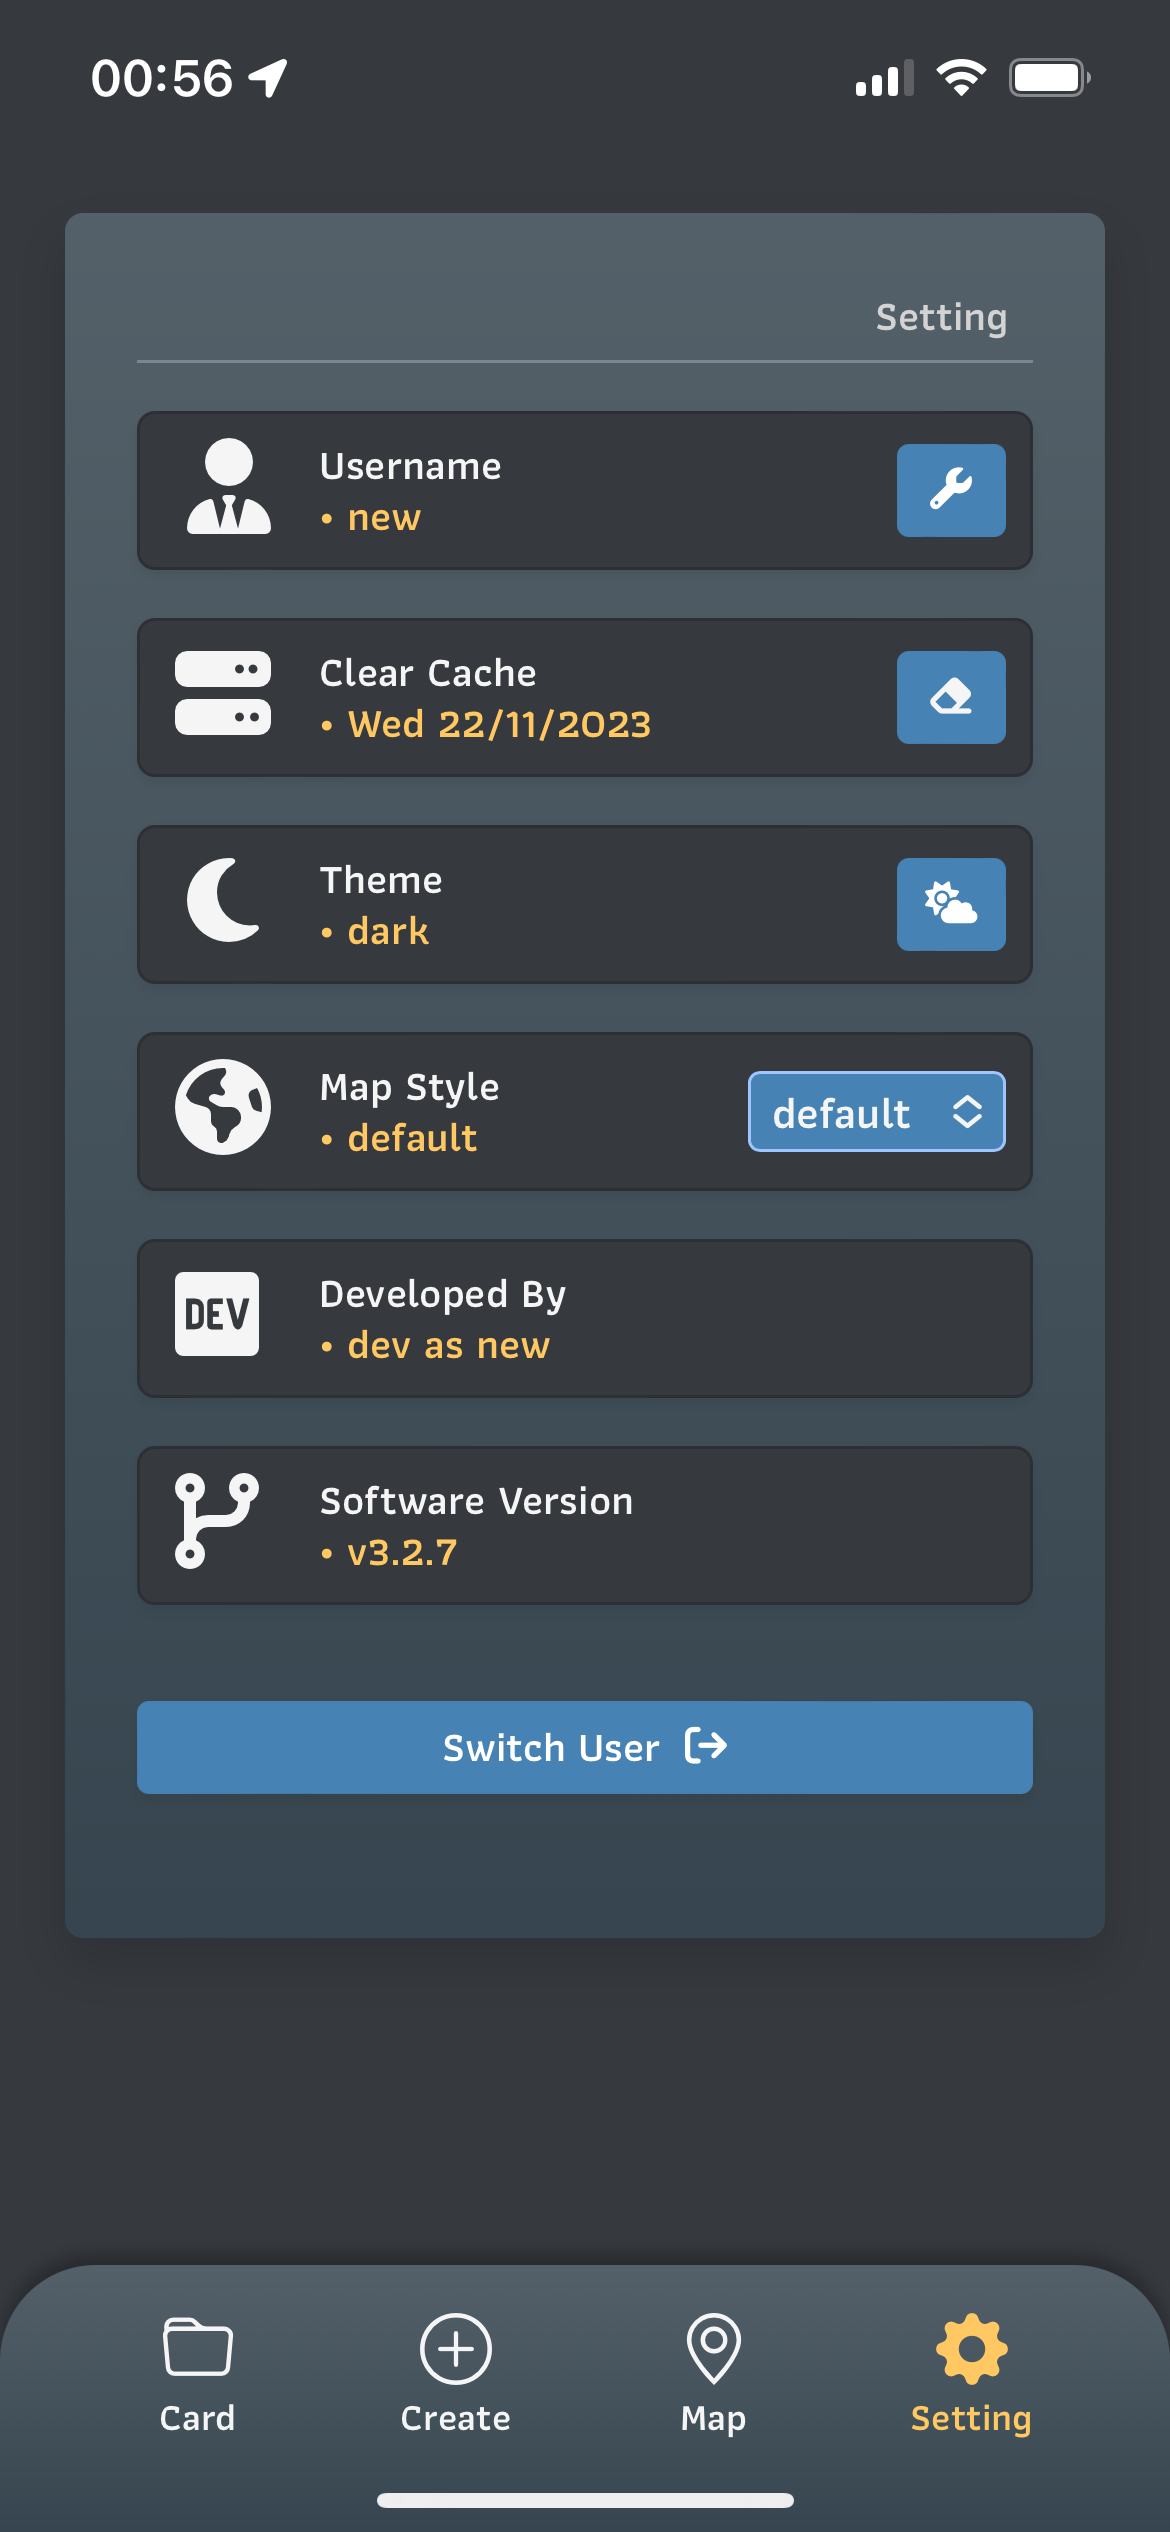 00:56
Setting
Username
• new
Clear Cache
• Wed 22/11/2023
Theme
• dark
Map Style
• default
default
DEV
Developed By
• dev as new
Software Version
• v3.2.7
Switch User
Card
Create
Map
Setting